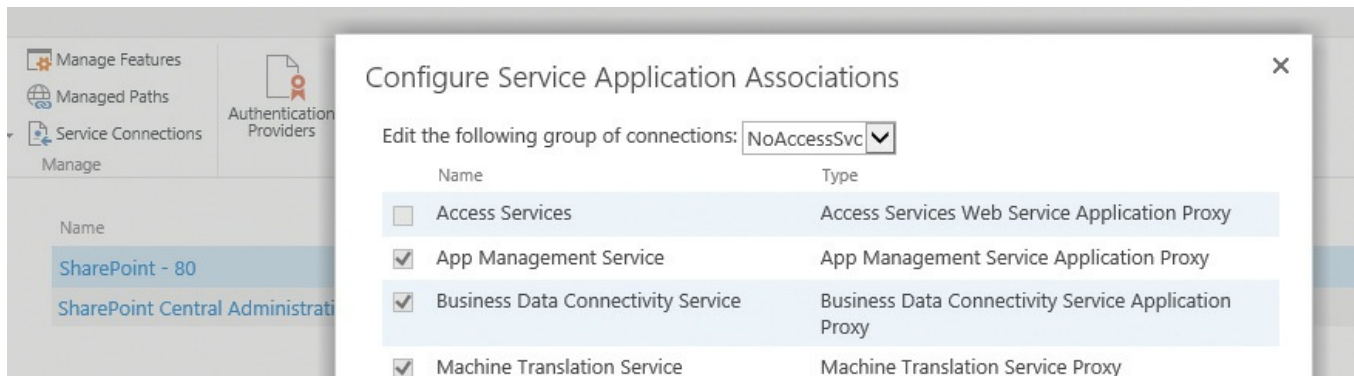 Manage Features
Managed Paths
Service Connections
Manage
Authentication
Providers
Name
SharePoint - 80
SharePoint Central Administrati
Configure Service Application Associations
Edit the following group of connections: NoAccessSvc
Name Type
Access Services Access Services Web Service Application Proxy
App Management Service App Management Service Application Proxy
Business Data Connectivity Service Business Data Connectivity Service Application
Proxy
Machine Translation Service Machine Translation Service Proxy